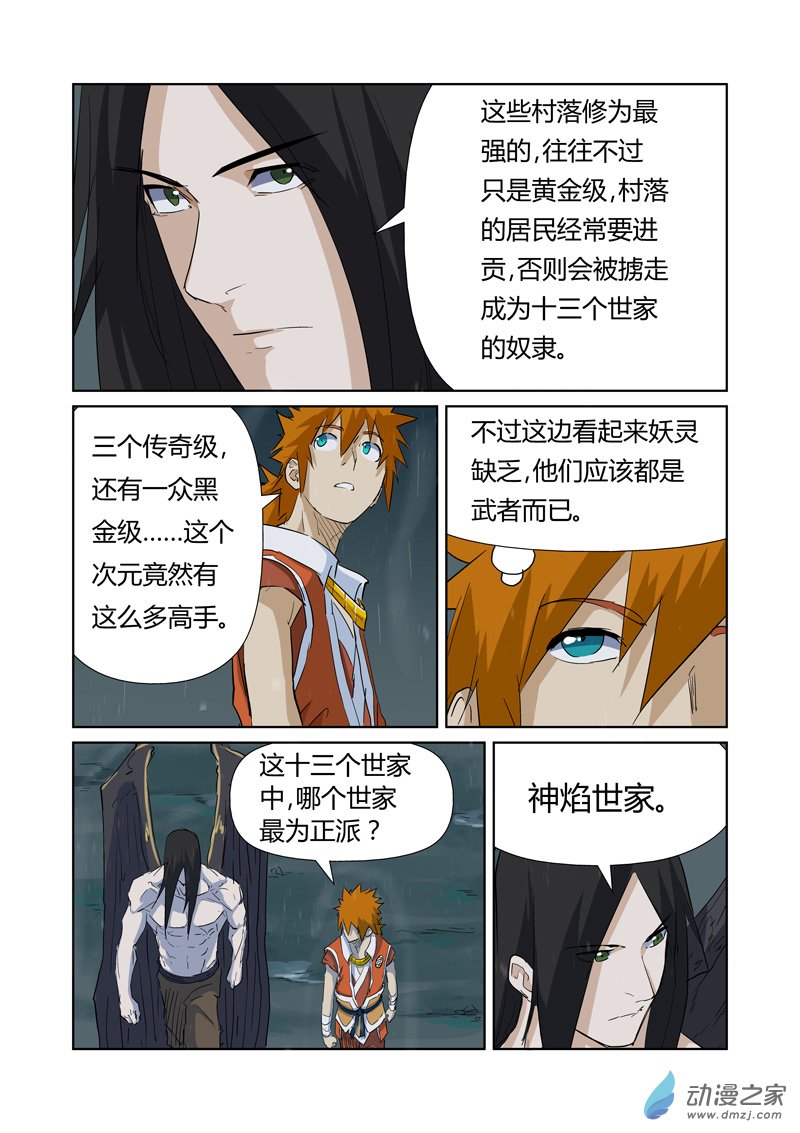 这些村落修为最
强的，往往不过
只是黄金级，村落
的居民经常要进
贡，否则会被掳走
成为十三个世家
的奴隶。
三个传奇级，
还有一众黑
金级……这个
次元竟然有
这么多高手。
不过这边看起来妖灵
缺乏，他们应该都是
武者而已。
这十三个世家
中，哪个世家
最为正派？
神焰世家。
动漫之家
www.dmzj.com